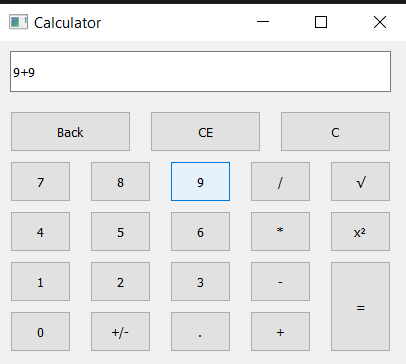 Calculator
9+9
Back CE C
7 8 9 / √
4 5 6 * x²
1 2 3 - =
0 +/- . +